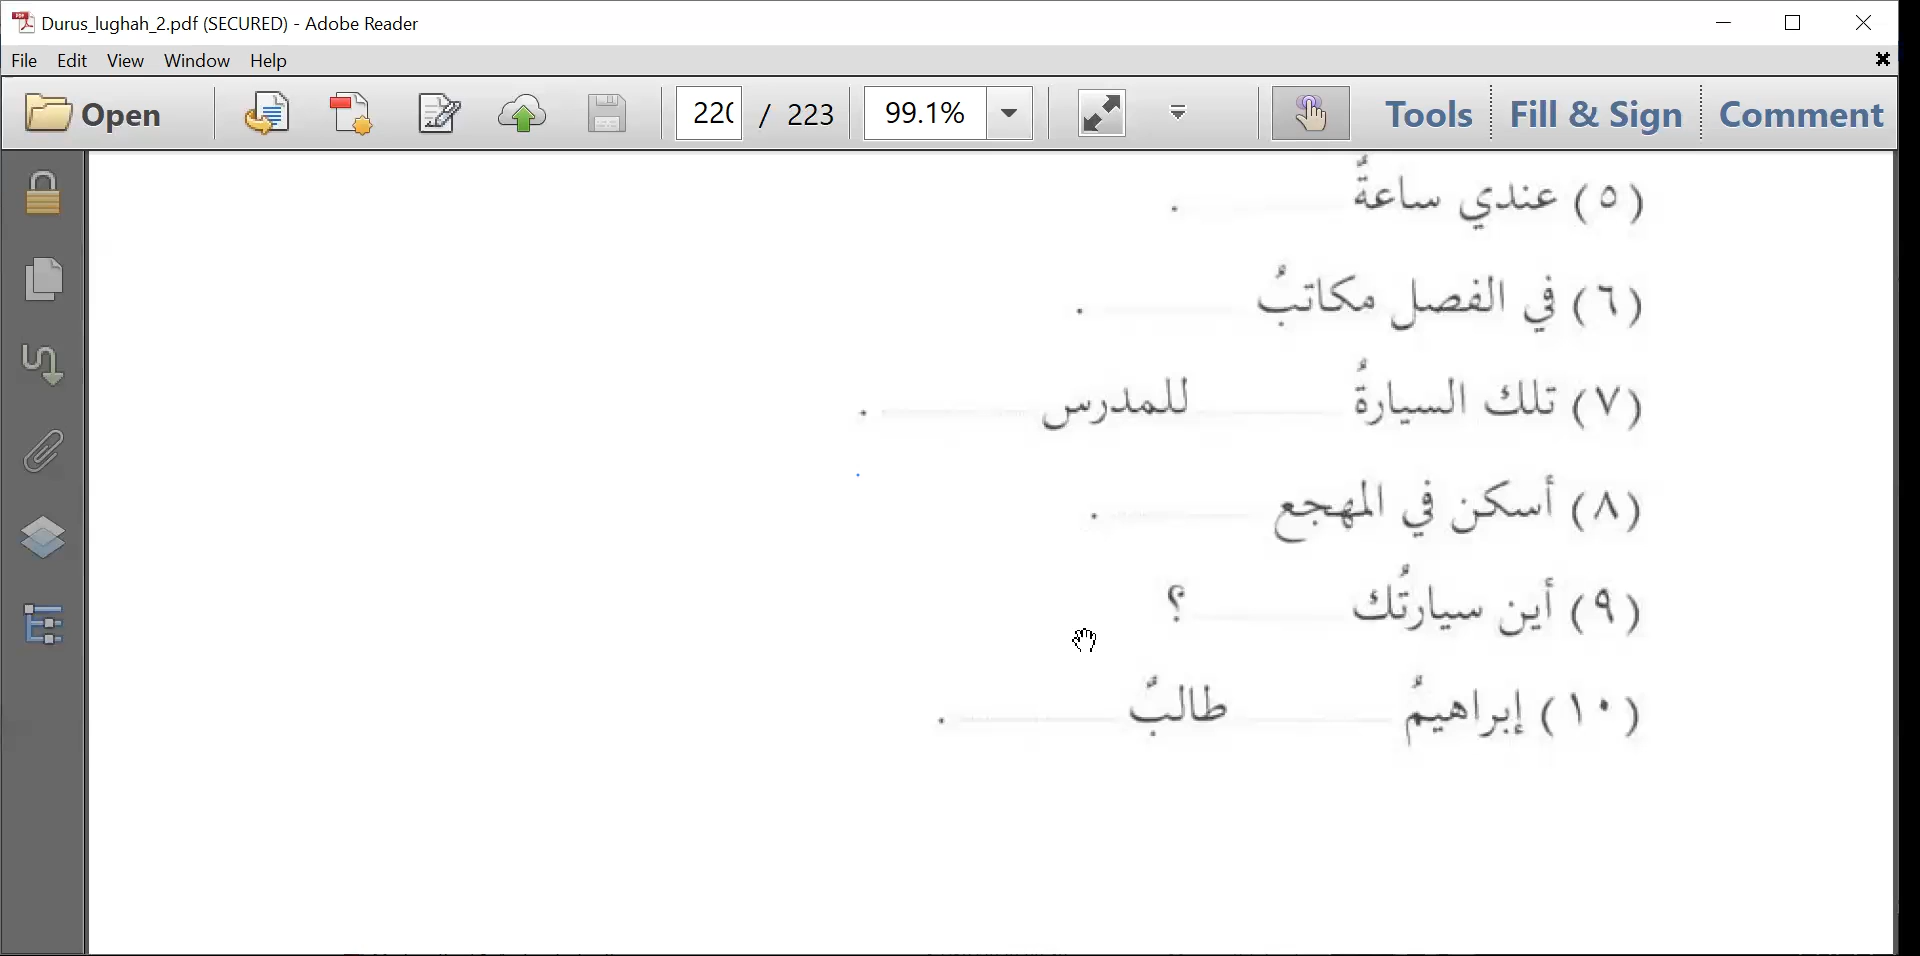 Durus_lughah_2.pdf (SECURED) - Adobe Reader
File Edit View Window Help
Open 220 / 223 99.1% Tools Fill & Sign Comment
(٥) عندي ساعةٌ .
(٦) في الفصل مكاتبُ .
(٧) تلك السيارةُ للمدرس .
(٨) أسكن في المهجع .
(٩) أين سيارتُك ؟
(١٠) إبراهيمُ طالبٌ .